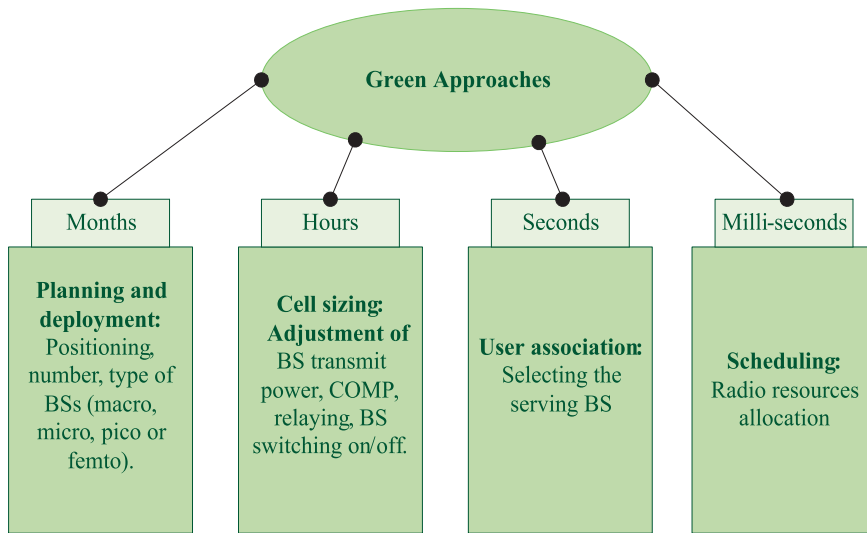 Green Approaches
Months
Planning and
deployment:
Positioning,
number, type of
BSs (macro,
micro, pico or
femto).
Hours
Cell sizing:
Adjustment of
BS transmit
power, COMP,
relaying, BS
switching on/off.
Seconds
User association:
Selecting the
serving BS
Milli-seconds
Scheduling:
Radio resources
allocation